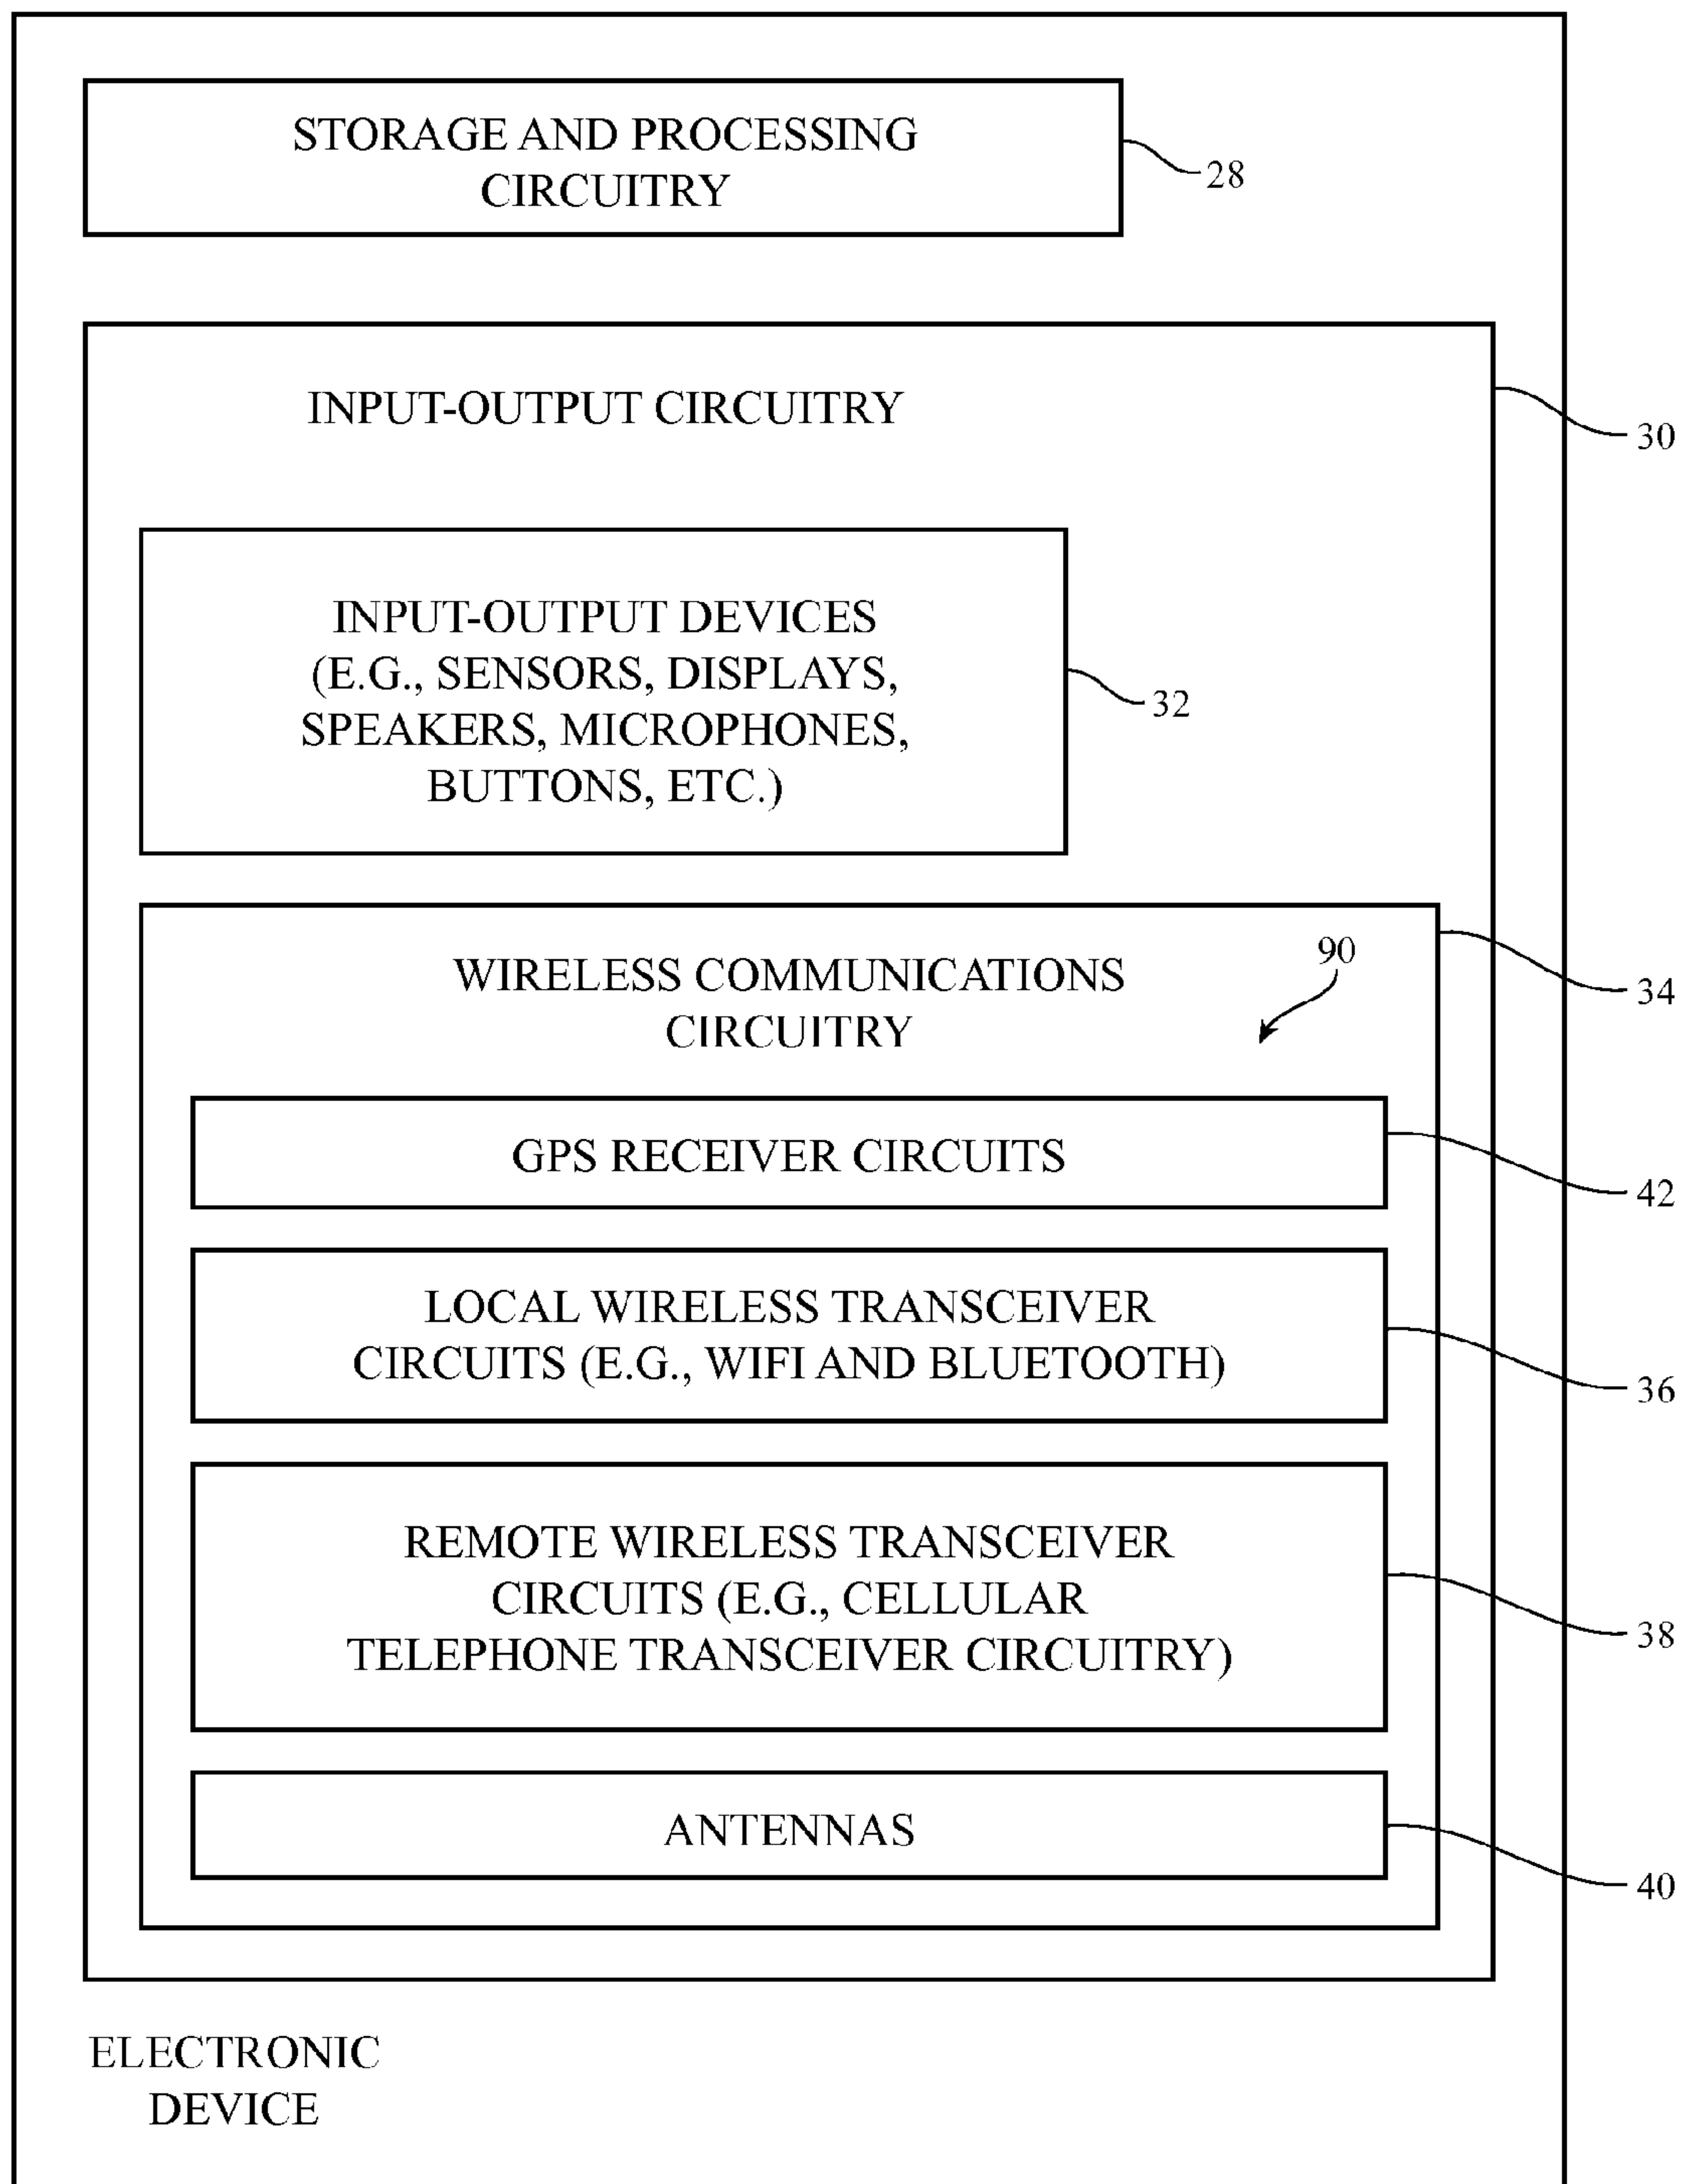 STORAGE AND PROCESSING
CIRCUITRY
28
INPUT-OUTPUT CIRCUITRY
30
INPUT-OUTPUT DEVICES
(E.G., SENSORS, DISPLAYS,
SPEAKERS, MICROPHONES,
BUTTONS, ETC.)
32
WIRELESS COMMUNICATIONS
CIRCUITRY
90
34
GPS RECEIVER CIRCUITS
42
LOCAL WIRELESS TRANSCEIVER
CIRCUITS (E.G., WIFI AND BLUETOOTH)
36
REMOTE WIRELESS TRANSCEIVER
CIRCUITS (E.G., CELLULAR
TELEPHONE TRANSCEIVER CIRCUITRY)
38
ANTENNAS
40
ELECTRONIC
DEVICE